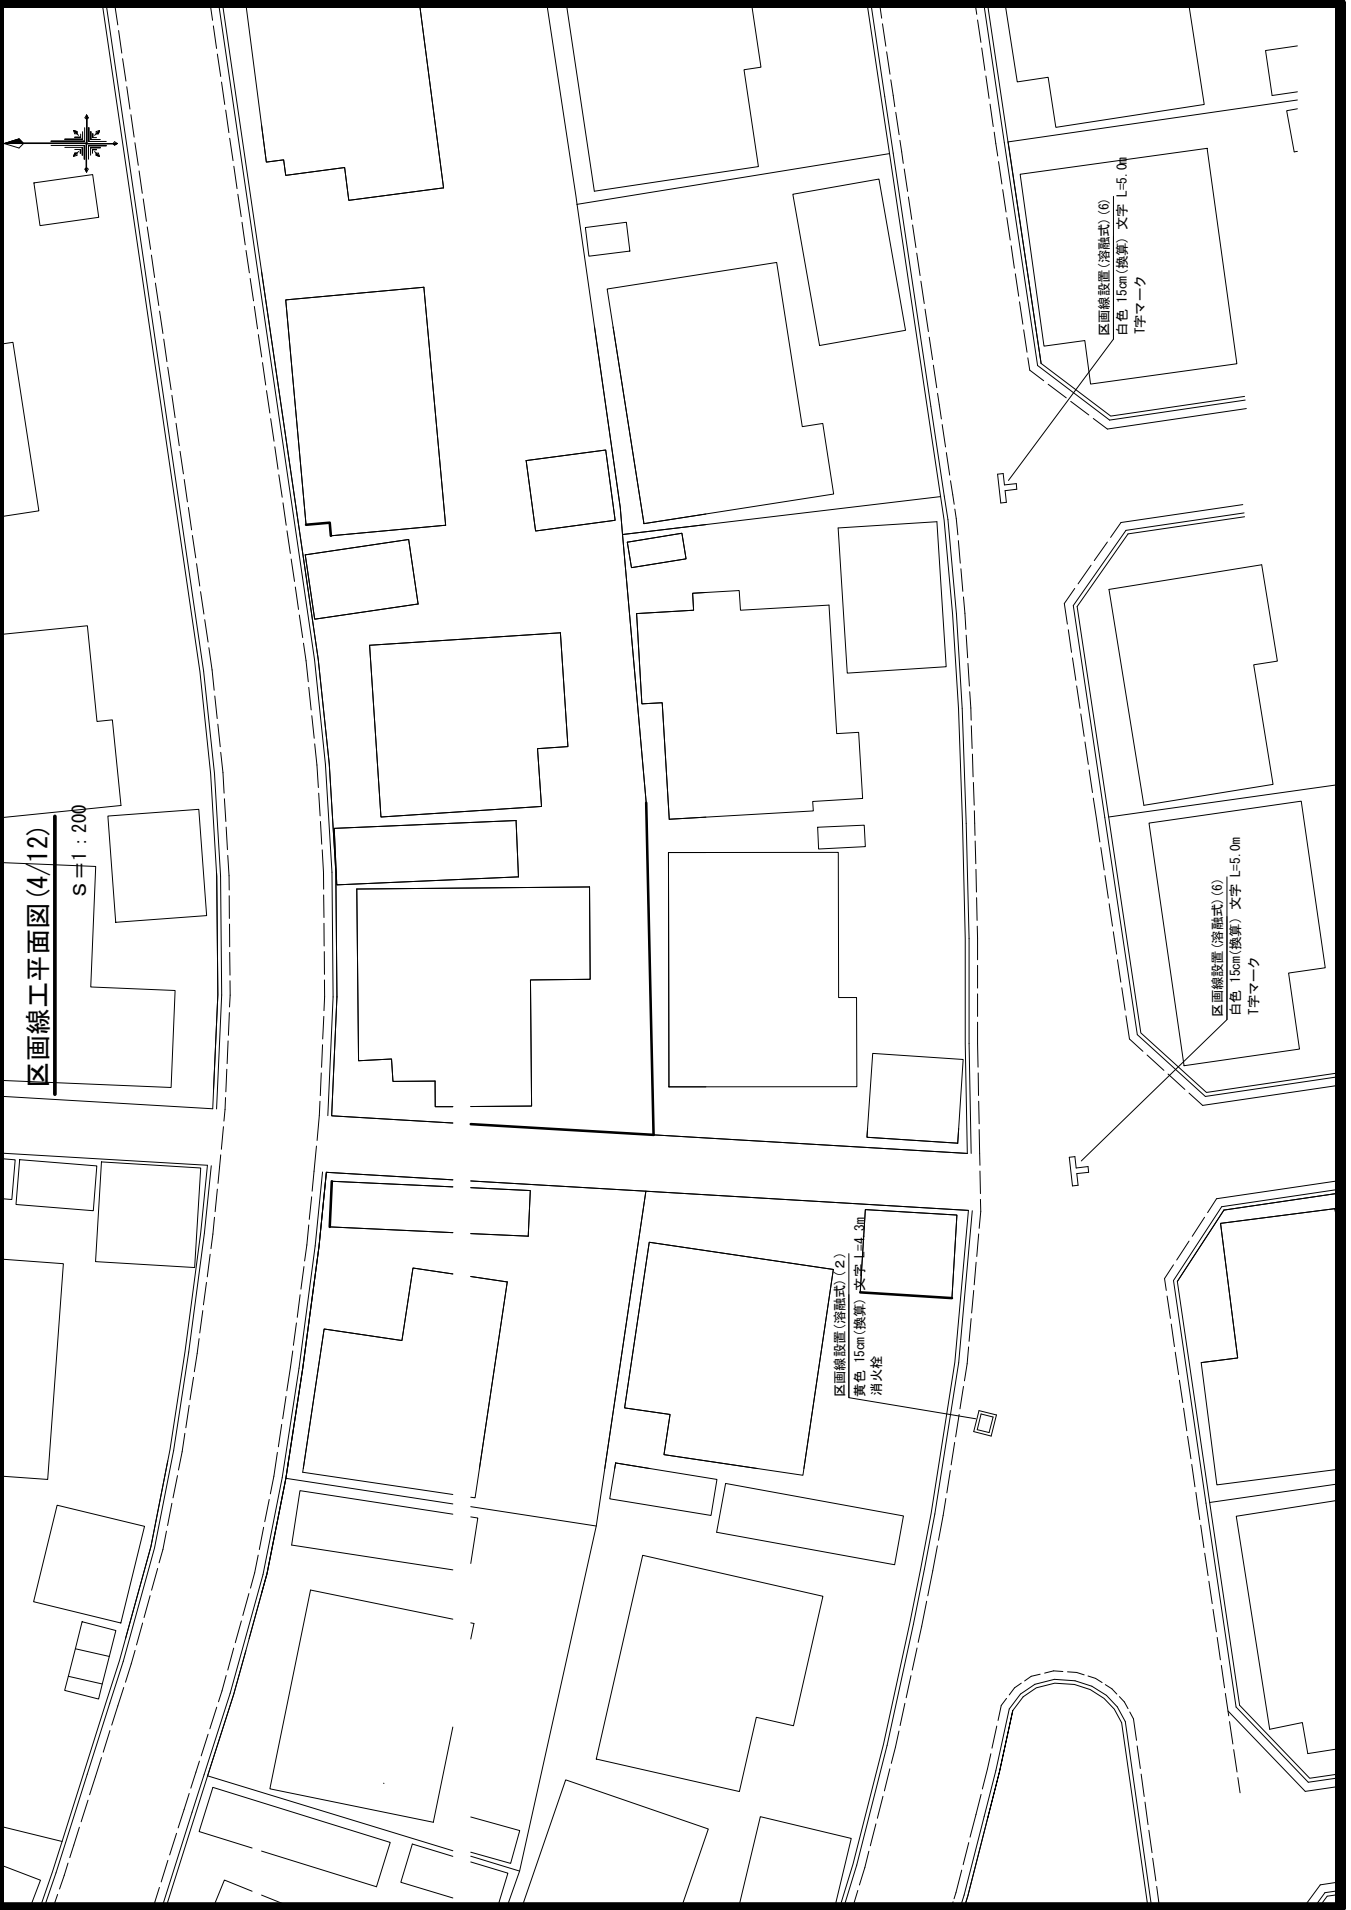 区画線工平面図(4/12)
S=1:200
区画線設置(溶融式)(6)
白色 15cm(換算) 文字 L=5.0m
T字マーク
区画線設置(溶融式)(6)
白色 15cm(換算) 文字 L=5.0m
T字マーク
区画線設置(溶融式)(2)
黄色 15cm(換算) 文字 L=4.3m
消火栓